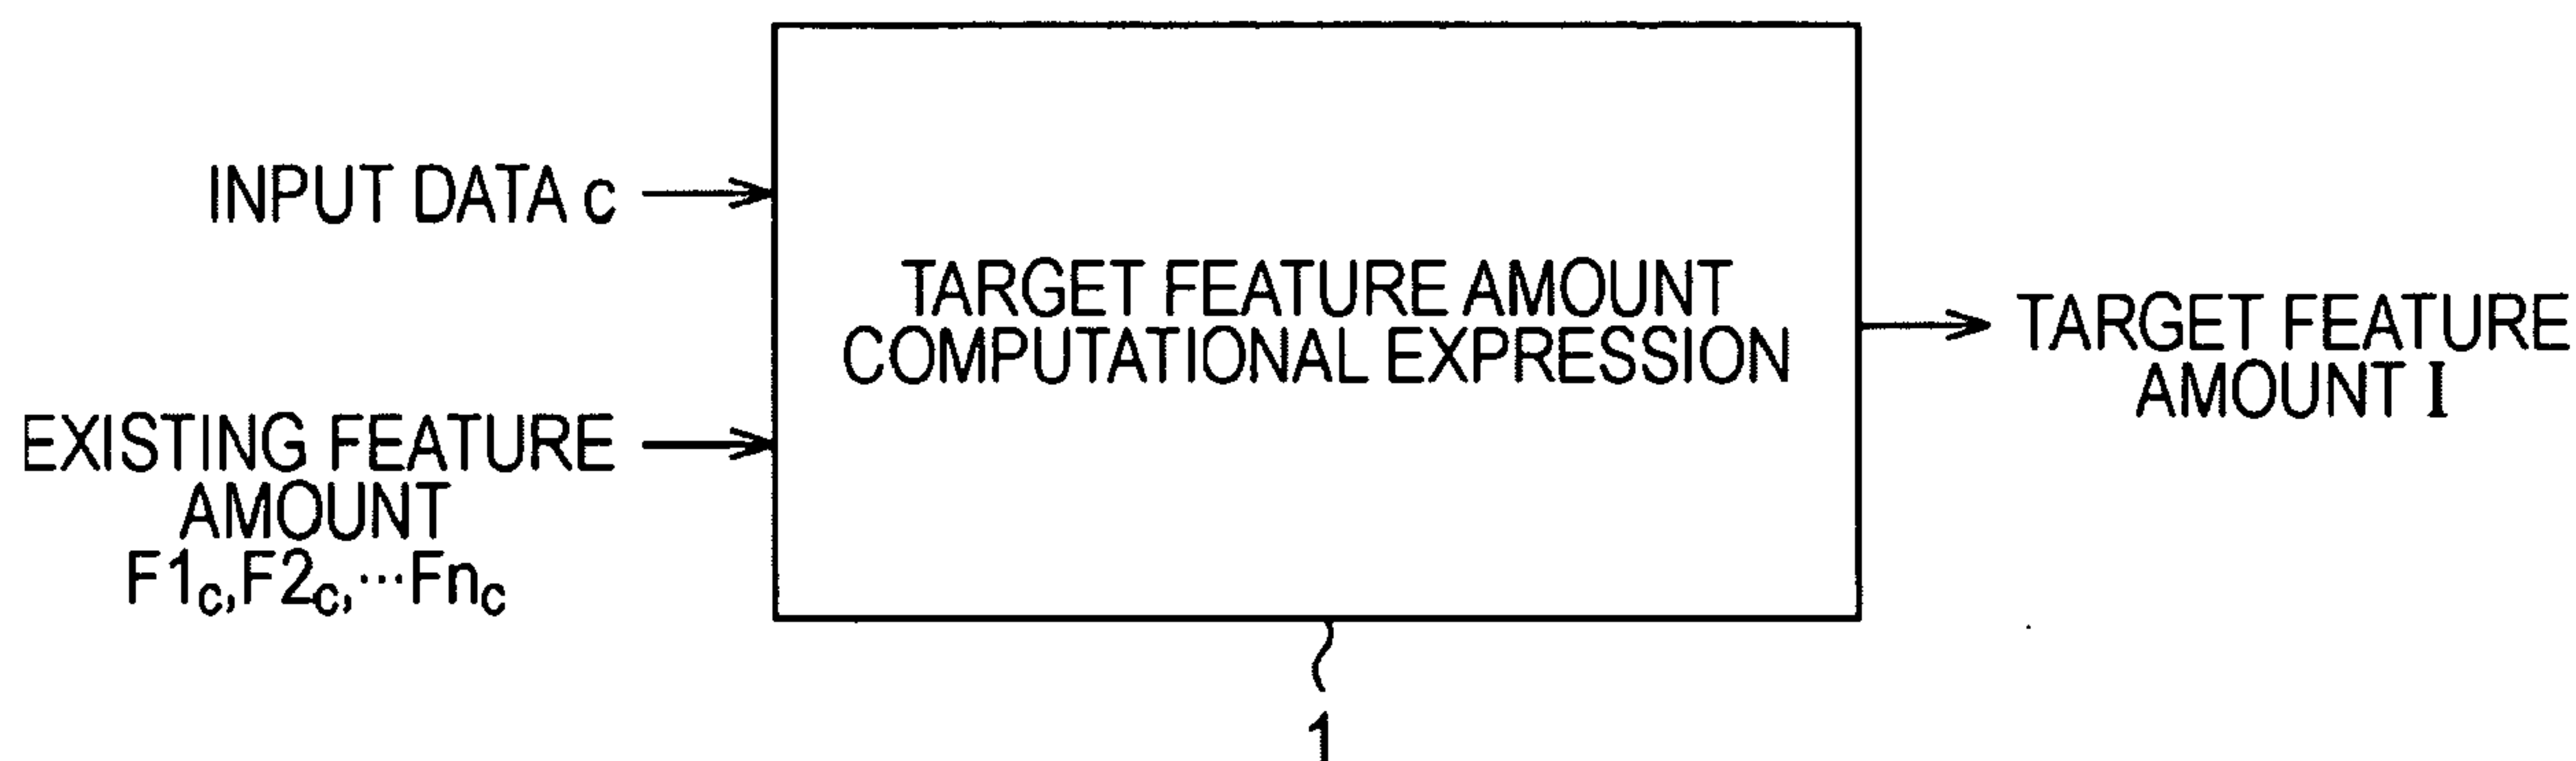 INPUT DATA c
EXISTING FEATURE
AMOUNT
F1c,F2c,···Fnc
TARGET FEATURE AMOUNT
COMPUTATIONAL EXPRESSION
TARGET FEATURE
AMOUNT I
1